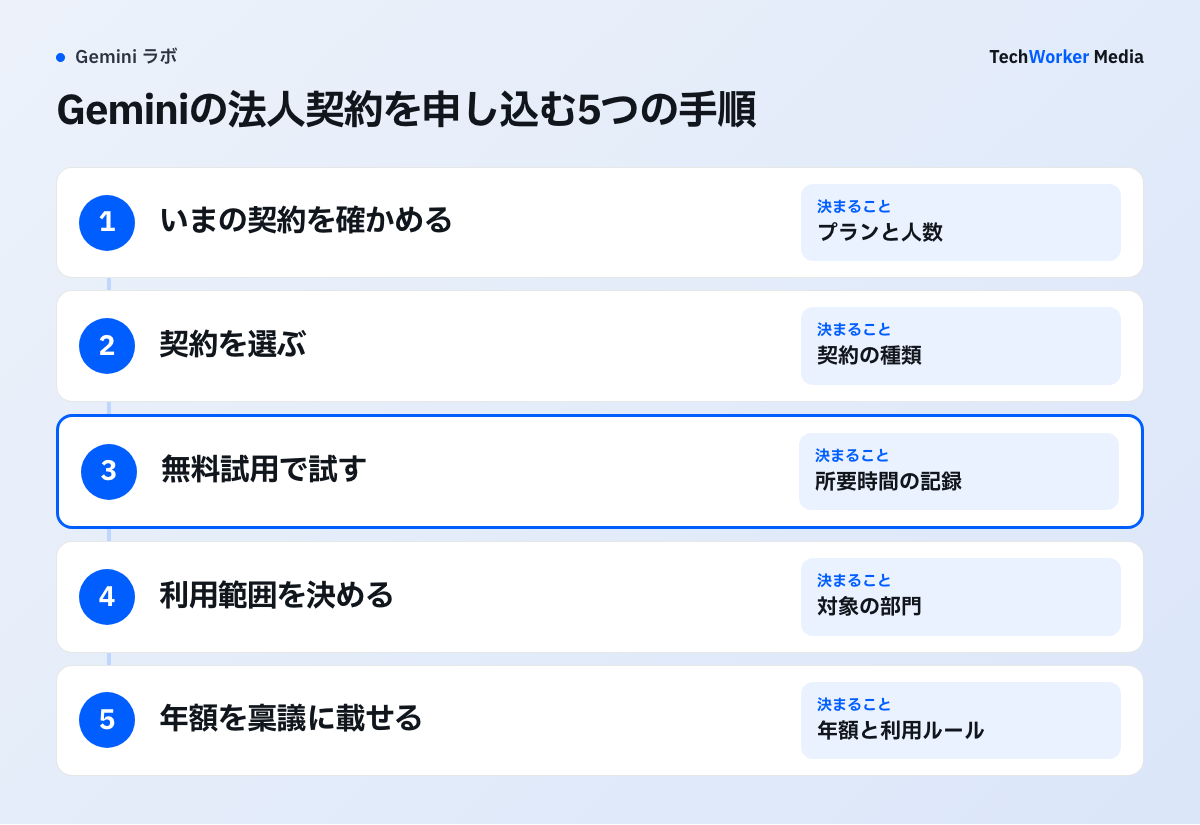 Gemini ラボ
TechWorker Media
Geminiの法人契約を申し込む5つの手順
1
いまの契約を確かめる
決まること
プランと人数
2
契約を選ぶ
決まること
契約の種類
3
無料試用で試す
決まること
所要時間の記録
4
利用範囲を決める
決まること
対象の部門
5
年額を稟議に載せる
決まること
年額と利用ルール